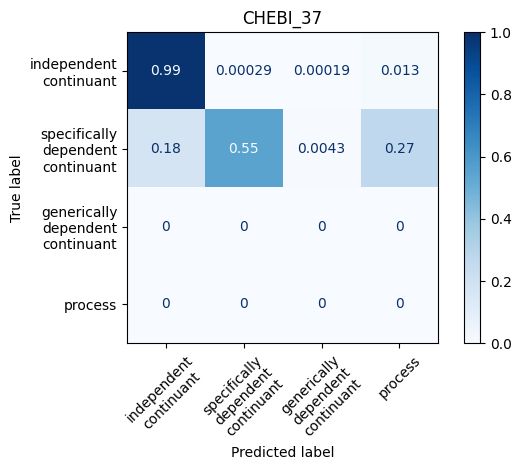 CHEBI_37
independent
continuant
0.99 0.00029 0.00019 0.013
specifically
dependent
continuant
0.18 0.55 0.0043 0.27
generically
dependent
continuant
0 0 0 0
process
0 0 0 0
True label
independent
continuant
specifically
dependent
continuant
generically
dependent
continuant
process
Predicted label
1.0
0.8
0.6
0.4
0.2
0.0